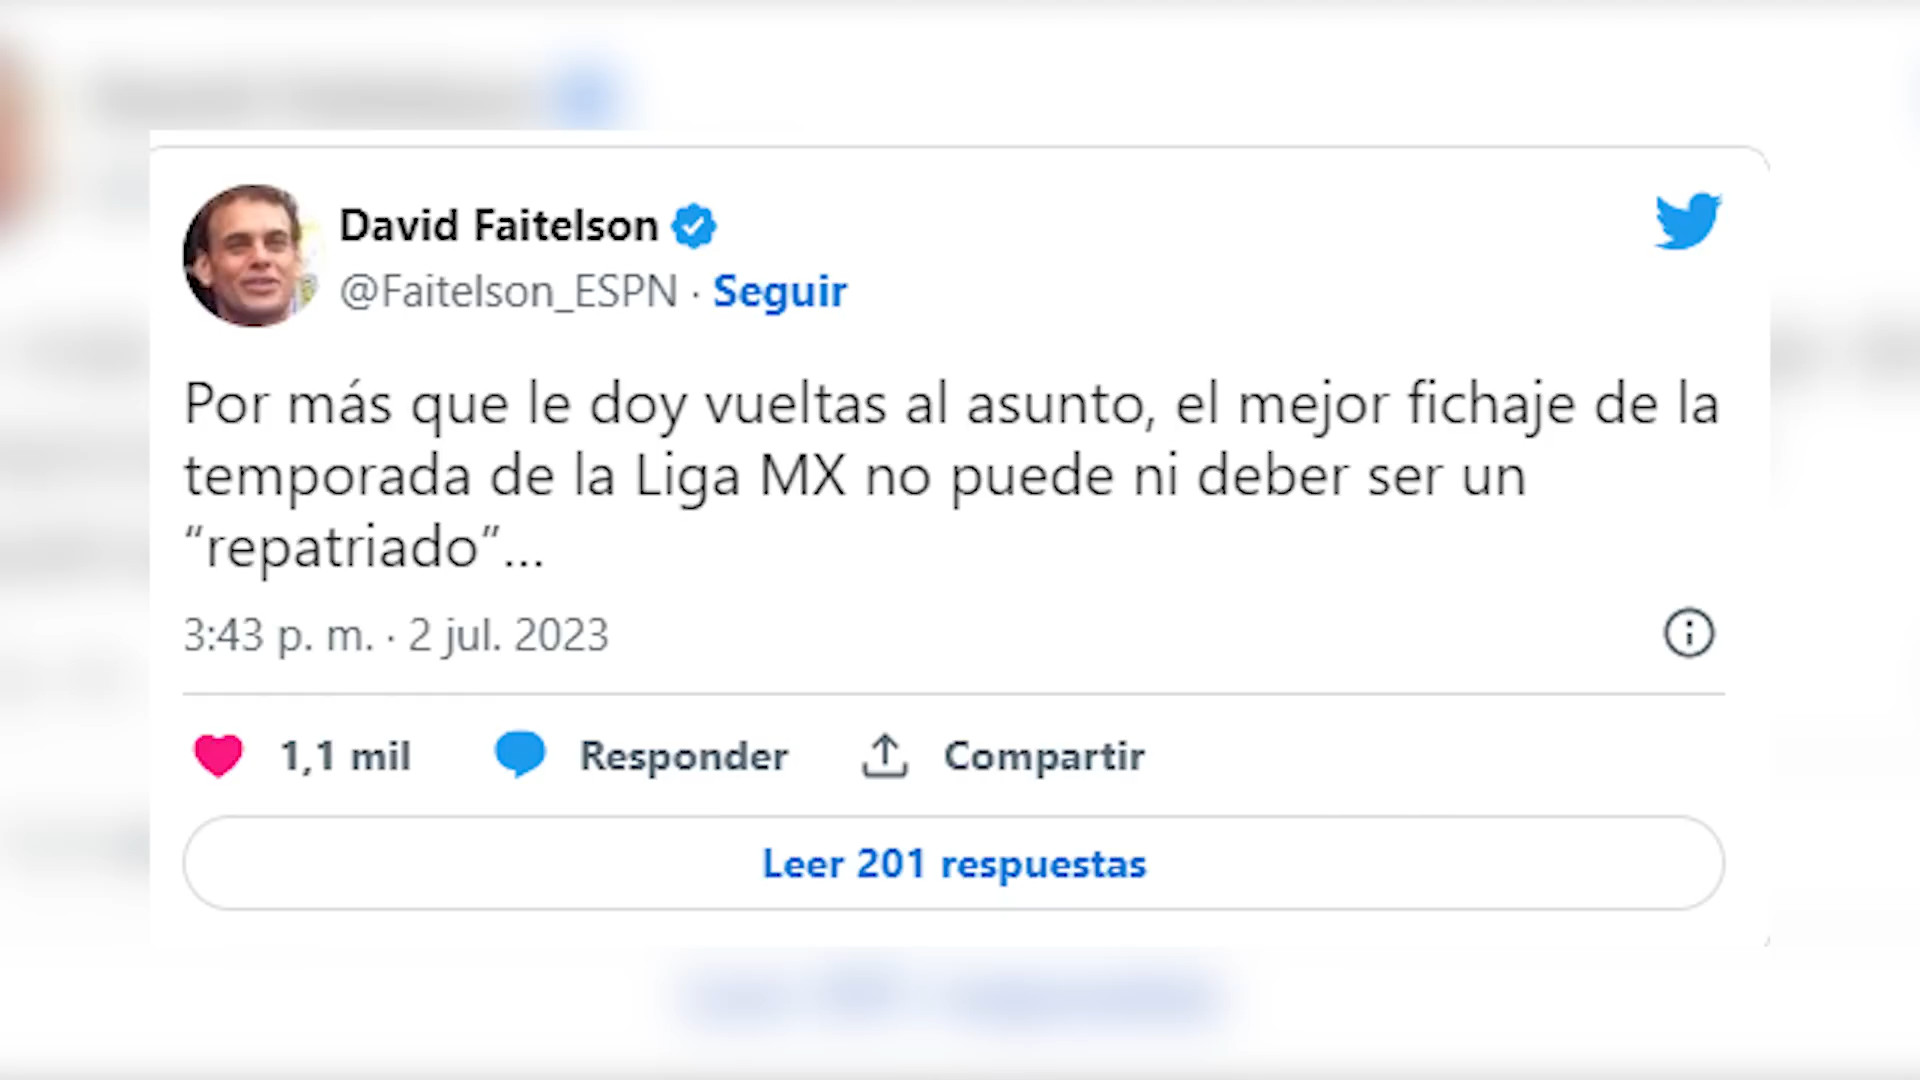 David Faitelson
@Faitelson_ESPN · Seguir
Por más que le doy vueltas al asunto, el mejor fichaje de la
temporada de la Liga MX no puede ni deber ser un
“repatriado”...
3:43 p. m. · 2 jul. 2023
1,1 mil Responder Compartir
Leer 201 respuestas